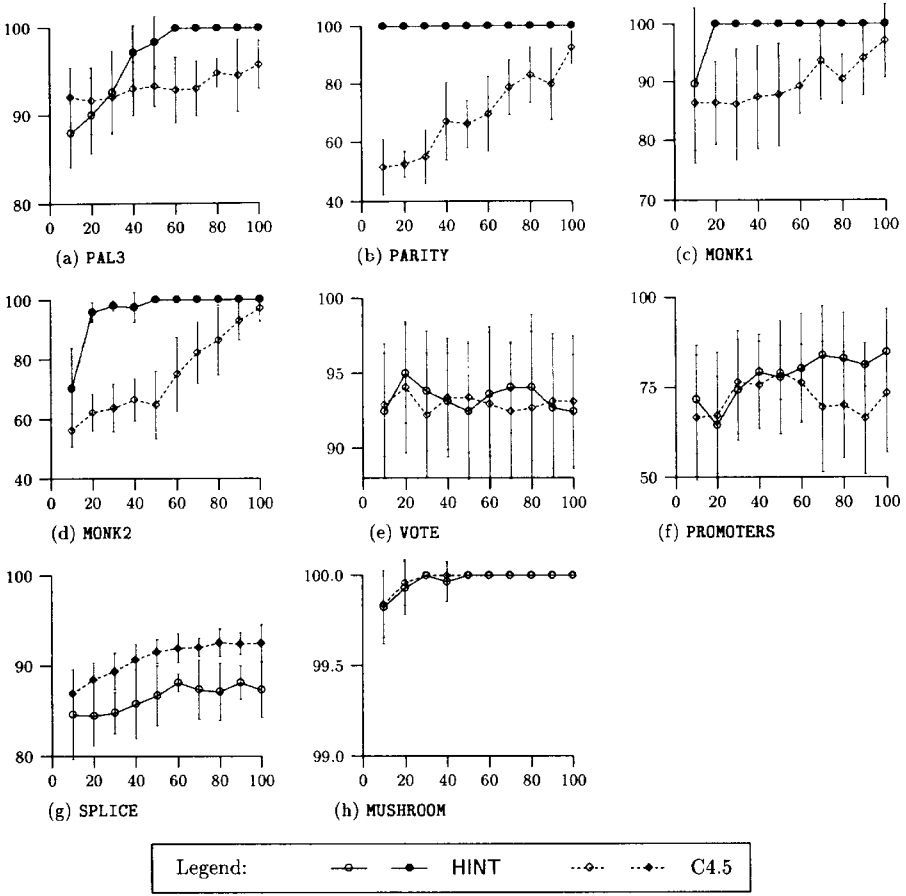 100
90
80
0 20 40 60 80 100
(a) PAL3
100
80
60
40
0 20 40 60 80 100
(b) PARITY
100
90
80
70
0 20 40 60 80 100
(c) MONK1
100
80
60
40
0 20 40 60 80 100
(d) MONK2
100
95
90
0 20 40 60 80 100
(e) VOTE
100
75
50
0 20 40 60 80 100
(f) PROMOTERS
100
90
80
0 20 40 60 80 100
(g) SPLICE
100.0
99.5
99.0
0 20 40 60 80 100
(h) MUSHROOM
Legend: HINT C4.5